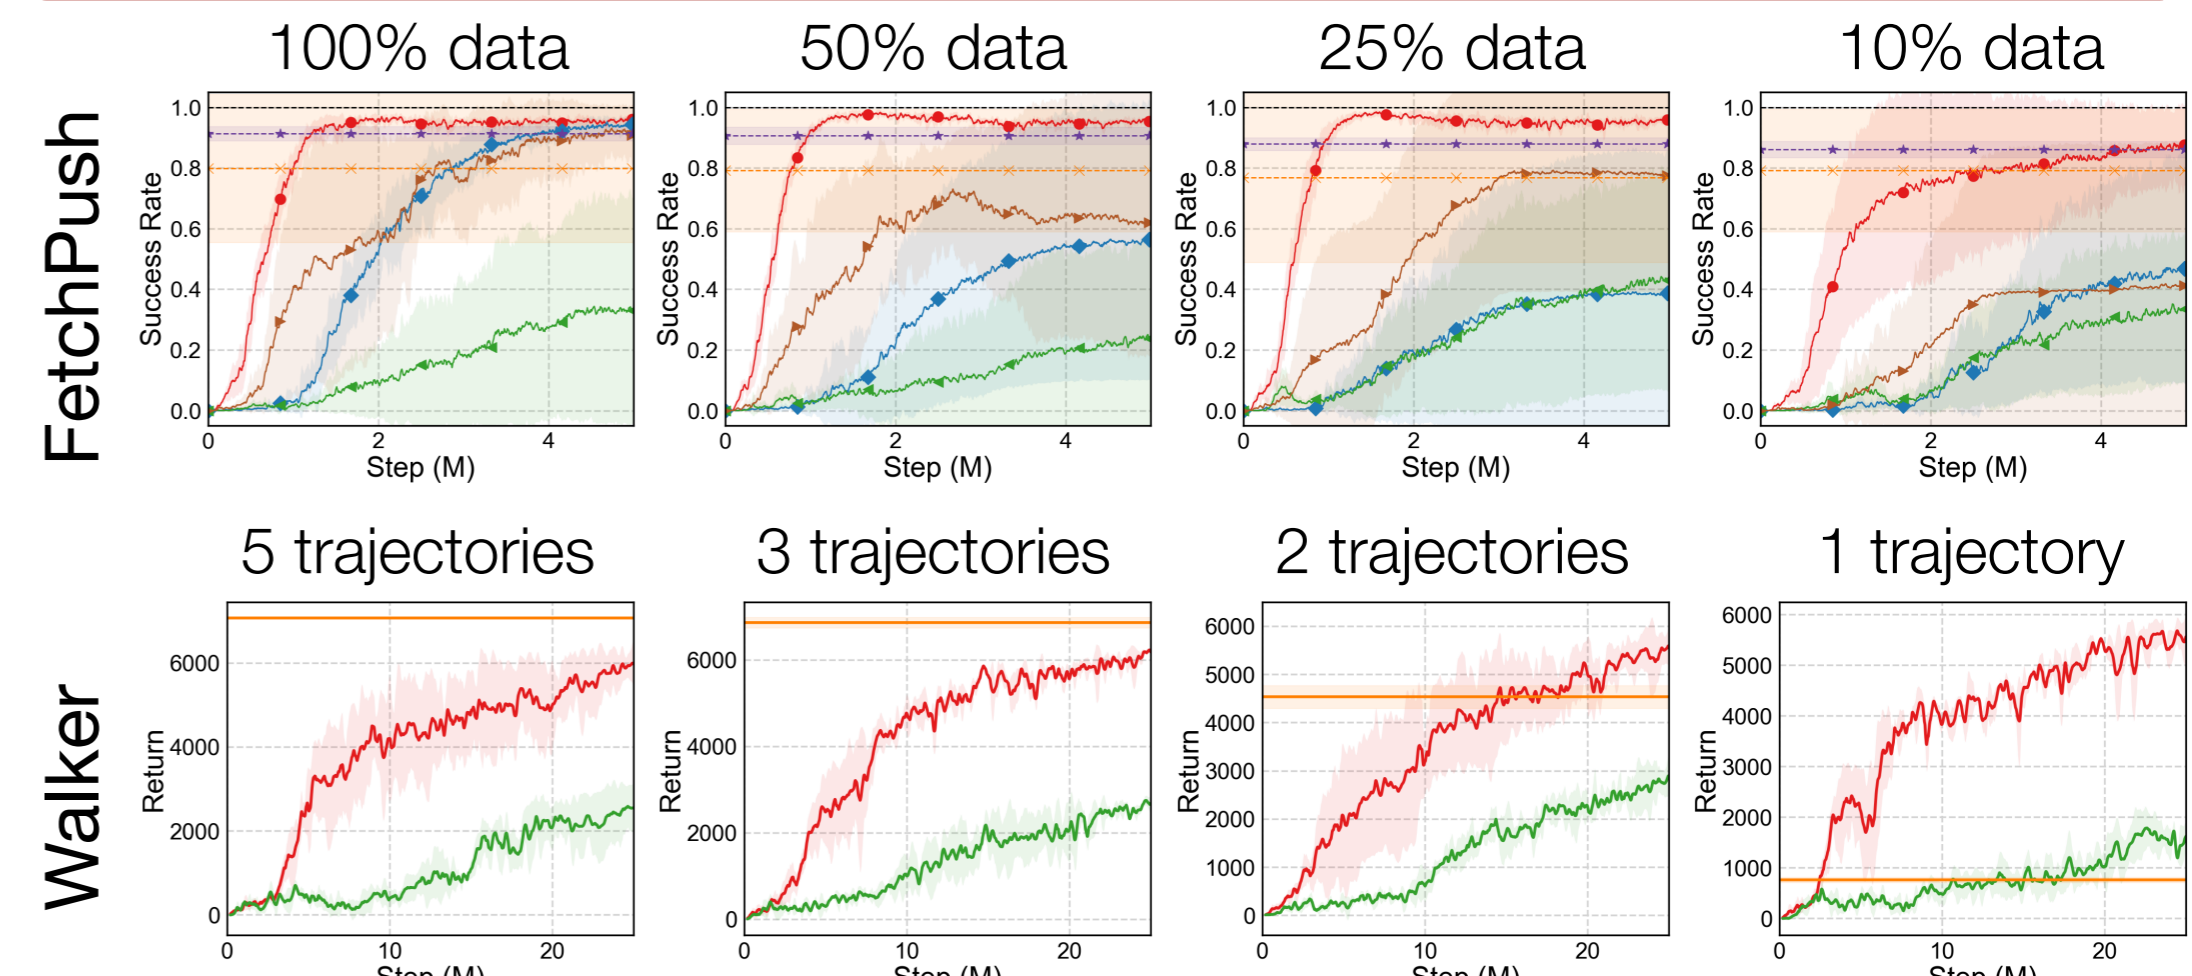 100% data
50% data
25% data
10% data
FetchPush
Success Rate
1.0
0.8
0.6
0.4
0.2
0.0
0
2
4
Step (M)
Success Rate
1.0
0.8
0.6
0.4
0.2
0.0
0
2
4
Step (M)
Success Rate
1.0
0.8
0.6
0.4
0.2
0.0
0
2
4
Step (M)
Success Rate
1.0
0.8
0.6
0.4
0.2
0.0
0
2
4
Step (M)
5 trajectories
3 trajectories
2 trajectories
1 trajectory
Walker
Return
6000
4000
2000
0
0
10
20
Step (M)
Return
6000
4000
2000
0
0
10
20
Step (M)
Return
6000
5000
4000
3000
2000
1000
0
0
10
20
Step (M)
Return
6000
5000
4000
3000
2000
1000
0
0
10
20
Step (M)